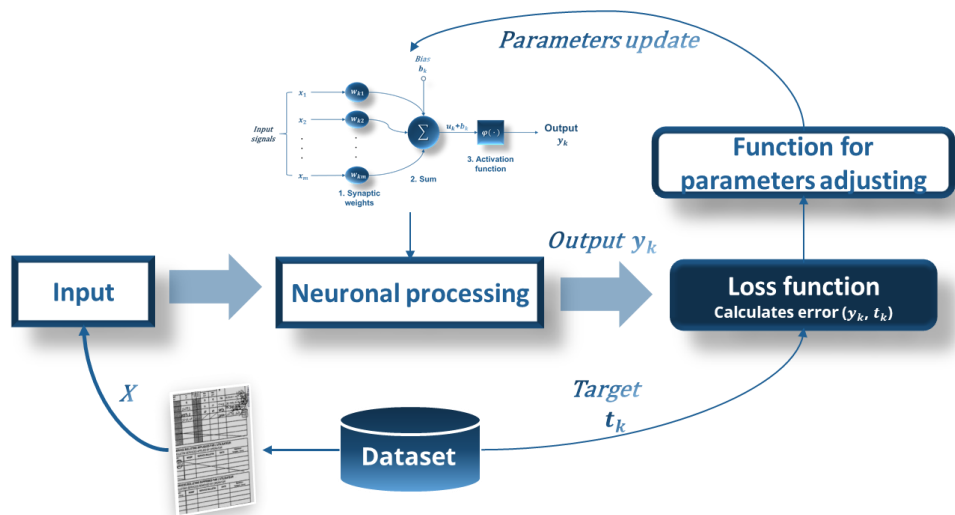 Parameters update
Bias
b_k
x_1
w_k1
x_2
w_k2
Input
signals
Σ
u_k+b_k
φ(·)
Output
y_k
3. Activation
function
x_m
w_km
2. Sum
1. Synaptic
weights
Function for
parameters adjusting
Output y_k
Input
Neuronal processing
Loss function
Calculates error (y_k, t_k)
X
Target
t_k
Dataset